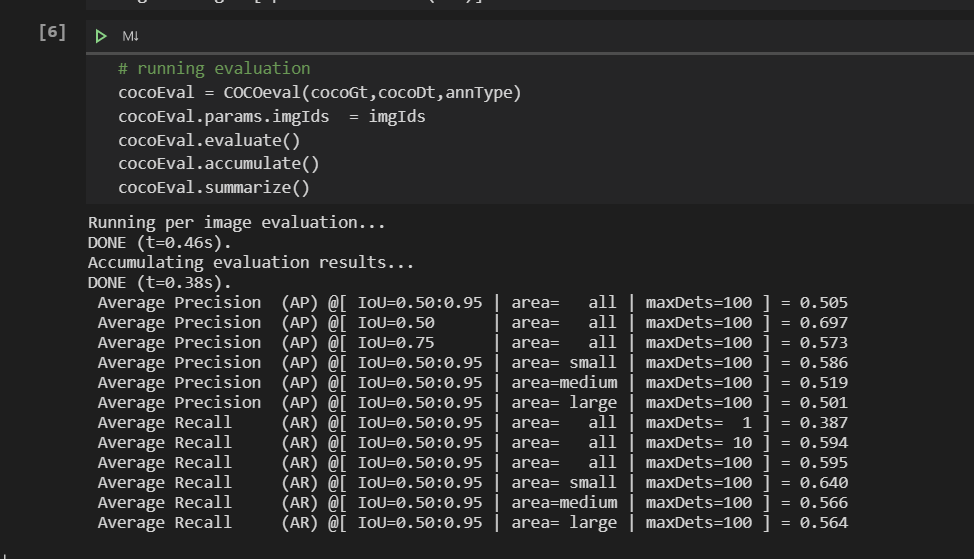 [6]
M↓
# running evaluation
cocoEval = COCOeval(cocoGt,cocoDt,annType)
cocoEval.params.imgIds  = imgIds
cocoEval.evaluate()
cocoEval.accumulate()
cocoEval.summarize()
Running per image evaluation...
DONE (t=0.46s).
Accumulating evaluation results...
DONE (t=0.38s).
 Average Precision  (AP) @[ IoU=0.50:0.95 | area=   all | maxDets=100 ] = 0.505
 Average Precision  (AP) @[ IoU=0.50      | area=   all | maxDets=100 ] = 0.697
 Average Precision  (AP) @[ IoU=0.75      | area=   all | maxDets=100 ] = 0.573
 Average Precision  (AP) @[ IoU=0.50:0.95 | area= small | maxDets=100 ] = 0.586
 Average Precision  (AP) @[ IoU=0.50:0.95 | area=medium | maxDets=100 ] = 0.519
 Average Precision  (AP) @[ IoU=0.50:0.95 | area= large | maxDets=100 ] = 0.501
 Average Recall     (AR) @[ IoU=0.50:0.95 | area=   all | maxDets=  1 ] = 0.387
 Average Recall     (AR) @[ IoU=0.50:0.95 | area=   all | maxDets= 10 ] = 0.594
 Average Recall     (AR) @[ IoU=0.50:0.95 | area=   all | maxDets=100 ] = 0.595
 Average Recall     (AR) @[ IoU=0.50:0.95 | area= small | maxDets=100 ] = 0.640
 Average Recall     (AR) @[ IoU=0.50:0.95 | area=medium | maxDets=100 ] = 0.566
 Average Recall     (AR) @[ IoU=0.50:0.95 | area= large | maxDets=100 ] = 0.564